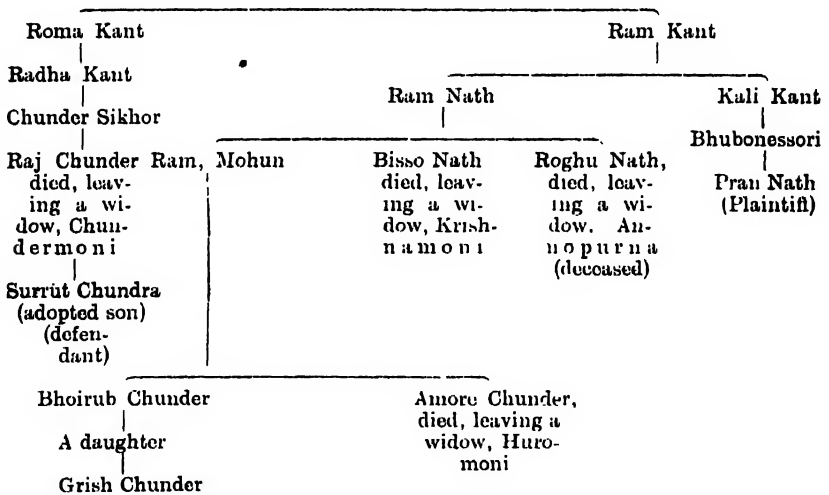 Roma Kant Ram Kant
Radha Kant
Ram Nath Kali Kant
Chunder Sikhor
Bhubonessori
Raj Chunder Ram, Mohun Bisso Nath Roghu Nath,
died, leav- died, leav- died, leav- Pran Nath
ing a wi- ing a wi- ing a wi- (Plaintiff)
dow, Chun- dow, Krish- dow. An-
dermoni namoni nopurna
(deceased)
Surrut Chundra
(adopted son)
(defen-
dant)
Bhoirub Chunder Amore Chunder,
died, leaving a
A daughter widow, Huro-
moni
Grish Chunder